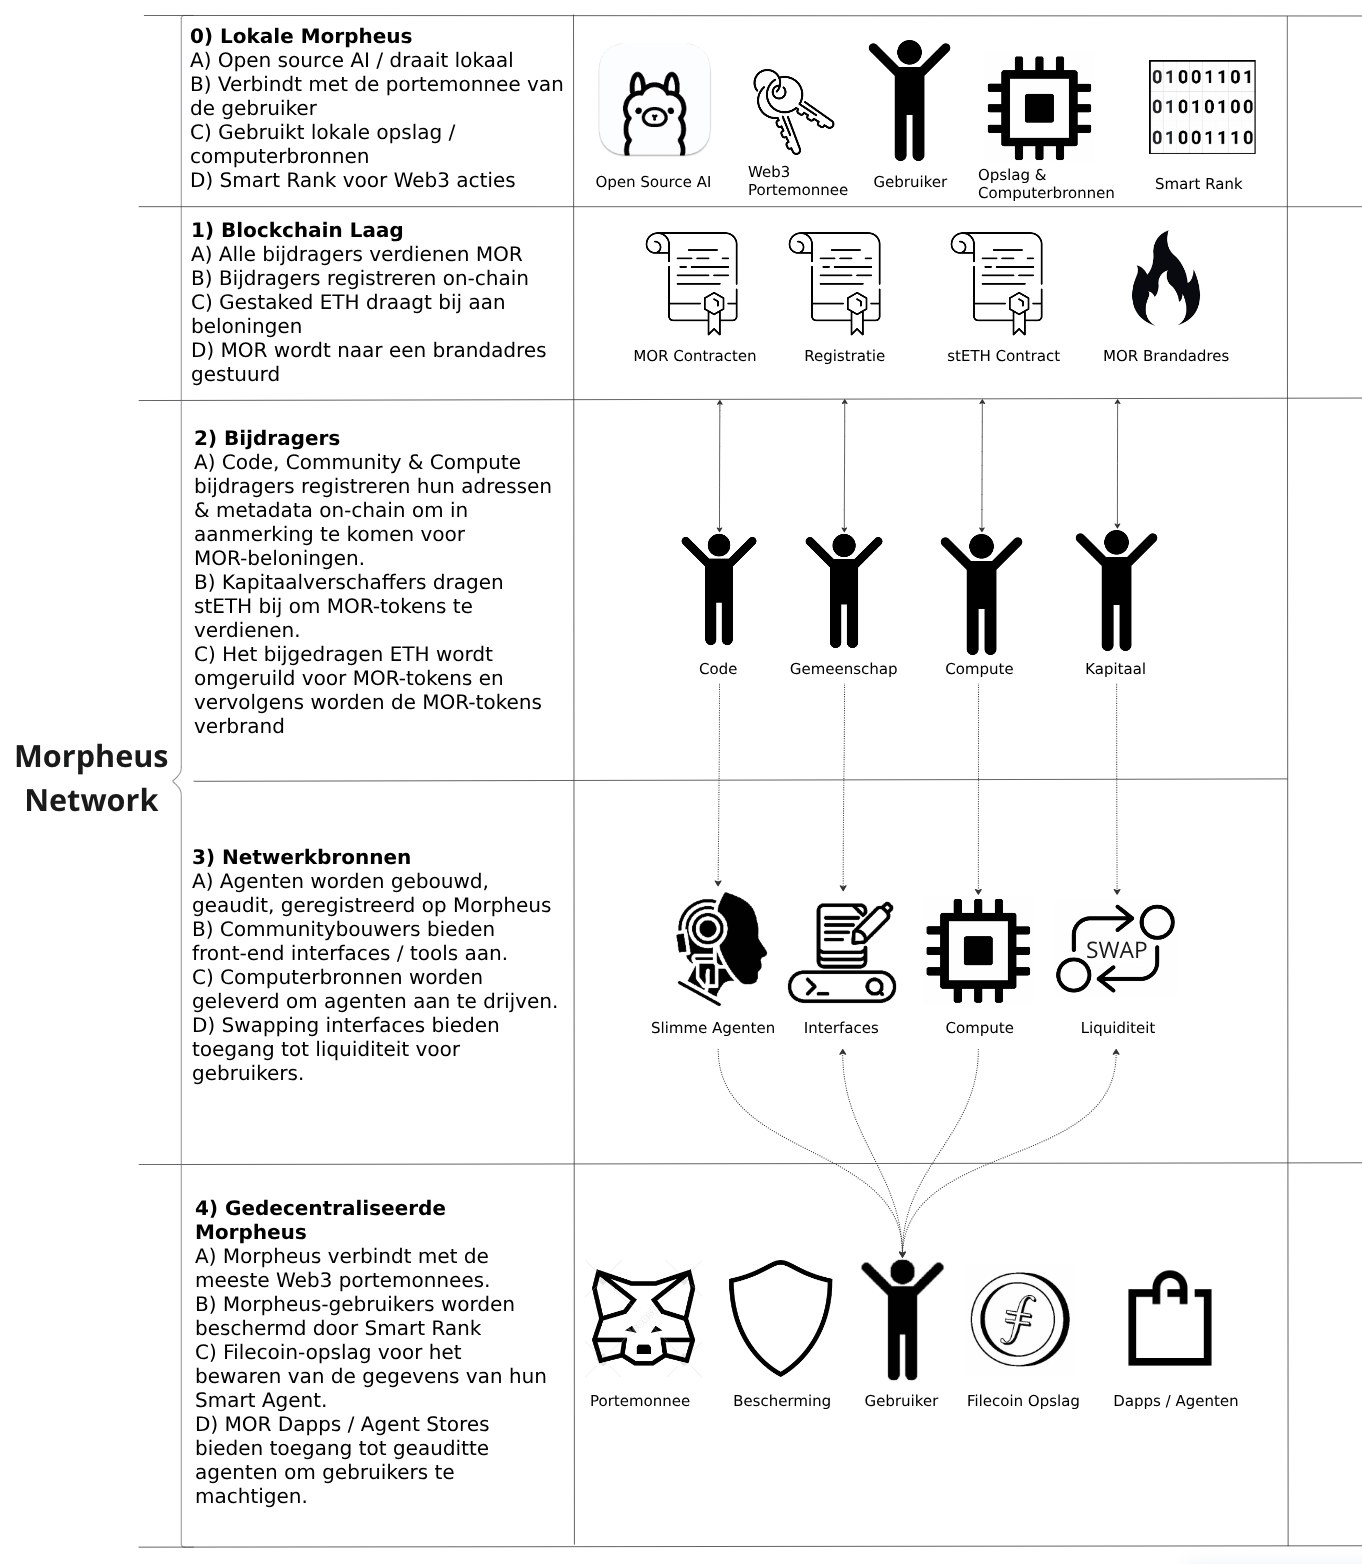 Morpheus
Network
0) Lokale Morpheus
A) Open source AI / draait lokaal
B) Verbindt met de portemonnee van
de gebruiker
C) Gebruikt lokale opslag /
computerbronnen
D) Smart Rank voor Web3 acties
Open Source AI
Web3
Portemonnee
Gebruiker
Opslag &
Computerbronnen
01001101
01010100
01001110
Smart Rank
1) Blockchain Laag
A) Alle bijdragers verdienen MOR
B) Bijdragers registreren on-chain
C) Gestaked ETH draagt bij aan
beloningen
D) MOR wordt naar een brandadres
gestuurd
MOR Contracten
Registratie
stETH Contract
MOR Brandadres
2) Bijdragers
A) Code, Community & Compute
bijdragers registreren hun adressen
& metadata on-chain om in
aanmerking te komen voor
MOR-beloningen.
B) Kapitaalverschaffers dragen
stETH bij om MOR-tokens te
verdienen.
C) Het bijgedragen ETH wordt
omgeruild voor MOR-tokens en
vervolgens worden de MOR-tokens
verbrand
Code
Gemeenschap
Compute
Kapitaal
3) Netwerkbronnen
A) Agenten worden gebouwd,
geaudit, geregistreerd op Morpheus
B) Communitybouwers bieden
front-end interfaces / tools aan.
C) Computerbronnen worden
geleverd om agenten aan te drijven.
D) Swapping interfaces bieden
toegang tot liquiditeit voor
gebruikers.
SWAP
Slimme Agenten
Interfaces
Compute
Liquiditeit
4) Gedecentraliseerde
Morpheus
A) Morpheus verbindt met de
meeste Web3 portemonnees.
B) Morpheus-gebruikers worden
beschermd door Smart Rank
C) Filecoin-opslag voor het
bewaren van de gegevens van hun
Smart Agent.
D) MOR Dapps / Agent Stores
bieden toegang tot geauditte
agenten om gebruikers te
machtigen.
Portemonnee
Bescherming
Gebruiker
Filecoin Opslag
Dapps / Agenten